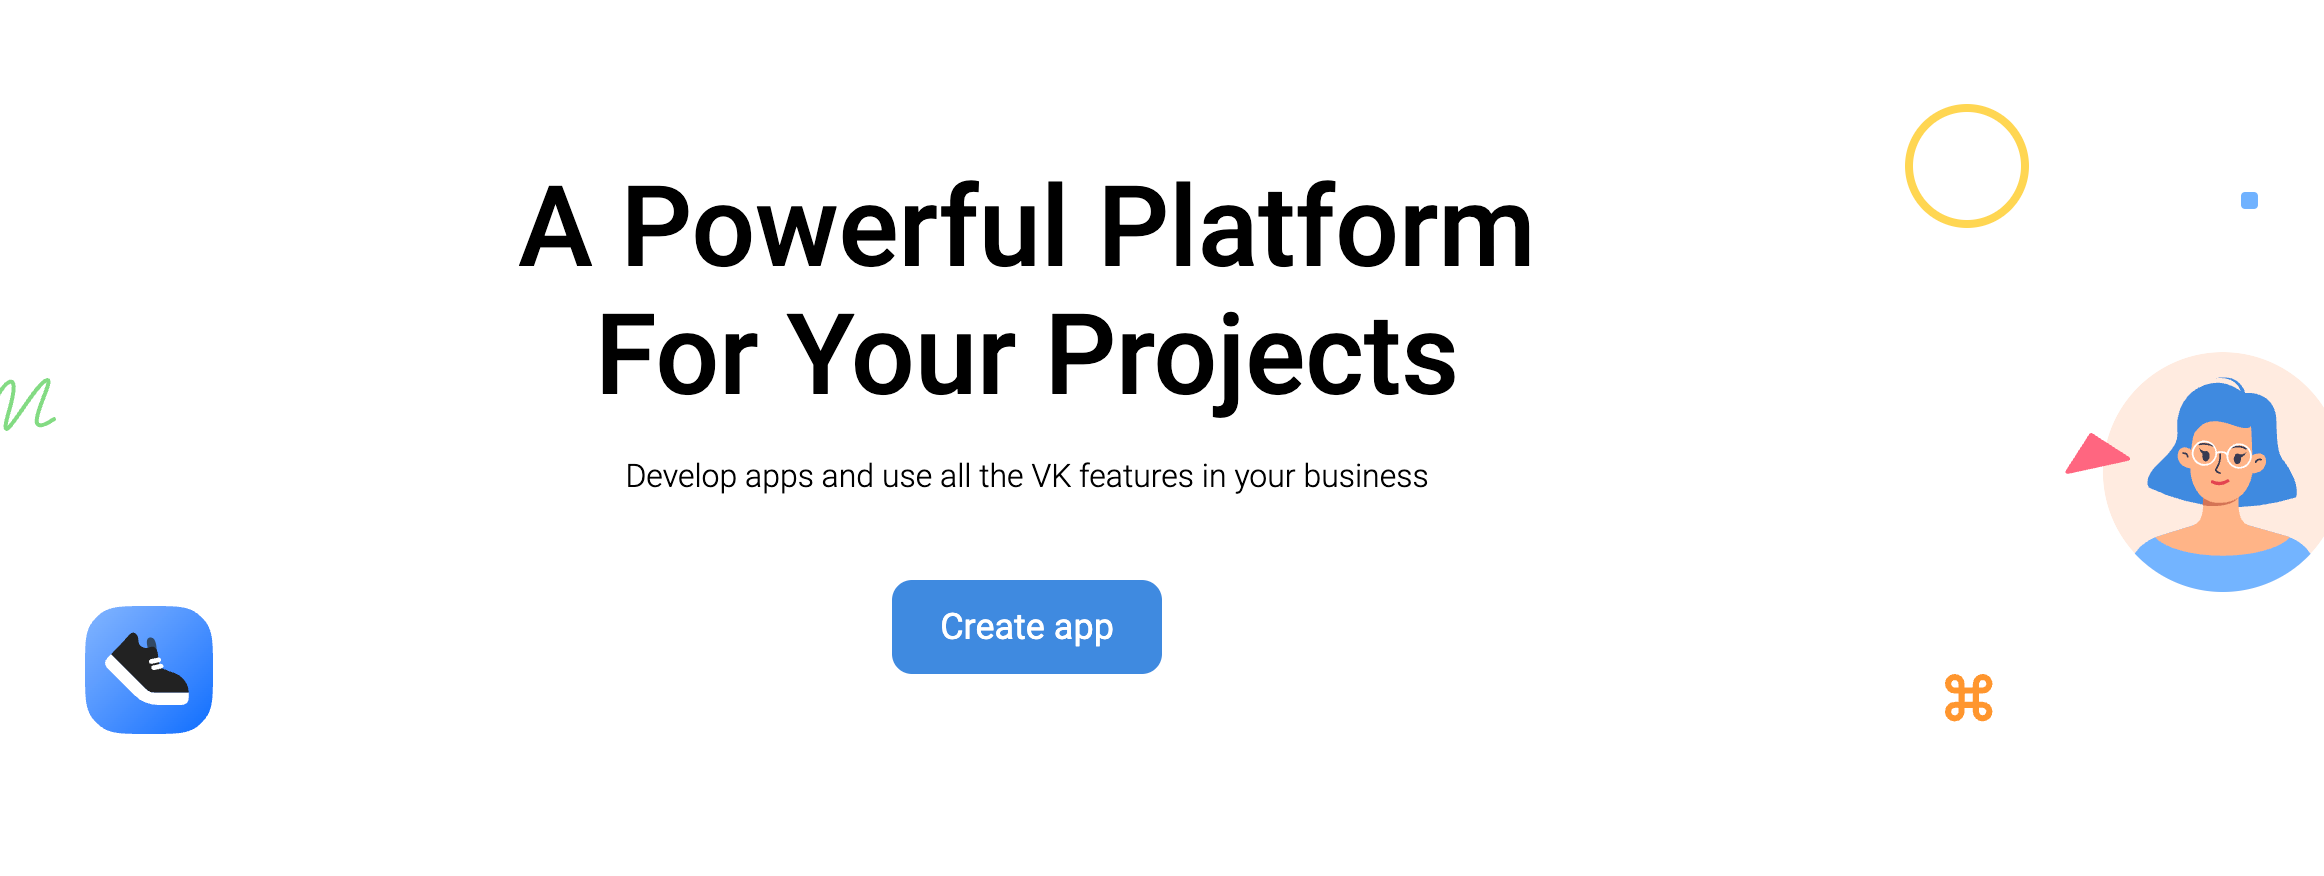 A Powerful Platform
For Your Projects
Develop apps and use all the VK features in your business
Create app